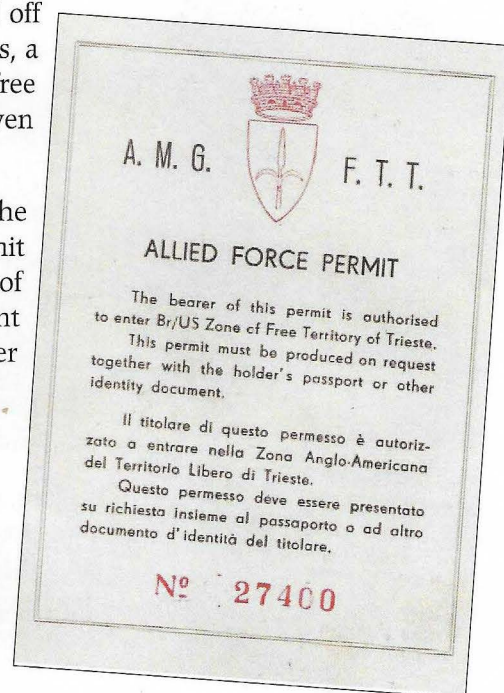 off
s, a
free
ven
he
mit
of
nt
er
A. M. G.
F. T. T.
ALLIED FORCE PERMIT
The bearer of this permit is authorised
to enter Br/US Zone of Free Territory of Trieste.
This permit must be produced on request
together with the holder's passport or other
identity document.
Il titolare di questo permesso è autoriz-
zato a entrare nella Zona Anglo-Americana
del Territorio Libero di Trieste.
Questo permesso deve essere presentato
su richiesta insieme al passaporto o ad altro
documento d'identità del titolare.
Nº 27400